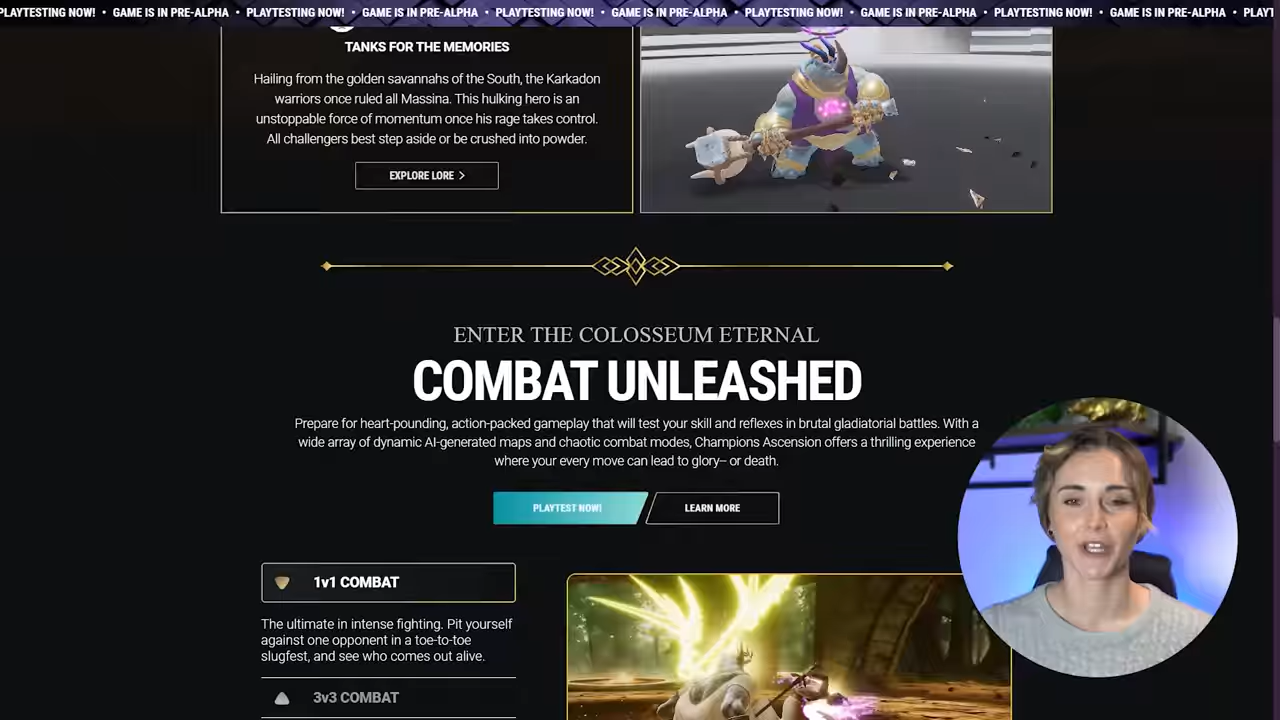 PLAYTESTING NOW! • GAME IS IN PRE-ALPHA • PLAYTESTING NOW! • GAME IS IN PRE-ALPHA • PLAYTESTING NOW! • GAME IS IN PRE-ALPHA • PLAYTESTING NOW! • GAME IS IN PRE-ALPHA • PLAYTESTING NOW! • GAME IS IN PRE-ALPHA • PLAYT
TANKS FOR THE MEMORIES
Hailing from the golden savannahs of the South, the Karkadon
warriors once ruled all Massina. This hulking hero is an
unstoppable force of momentum once his rage takes control.
All challengers best step aside or be crushed into powder.
EXPLORE LORE >
ENTER THE COLOSSEUM ETERNAL
COMBAT UNLEASHED
Prepare for heart-pounding, action-packed gameplay that will test your skill and reflexes in brutal gladiatorial battles. With a
wide array of dynamic AI-generated maps and chaotic combat modes, Champions Ascension offers a thrilling experience
where your every move can lead to glory– or death.
PLAYTEST NOW!
LEARN MORE
1v1 COMBAT
The ultimate in intense fighting. Pit yourself
against one opponent in a toe-to-toe
slugfest, and see who comes out alive.
3v3 COMBAT